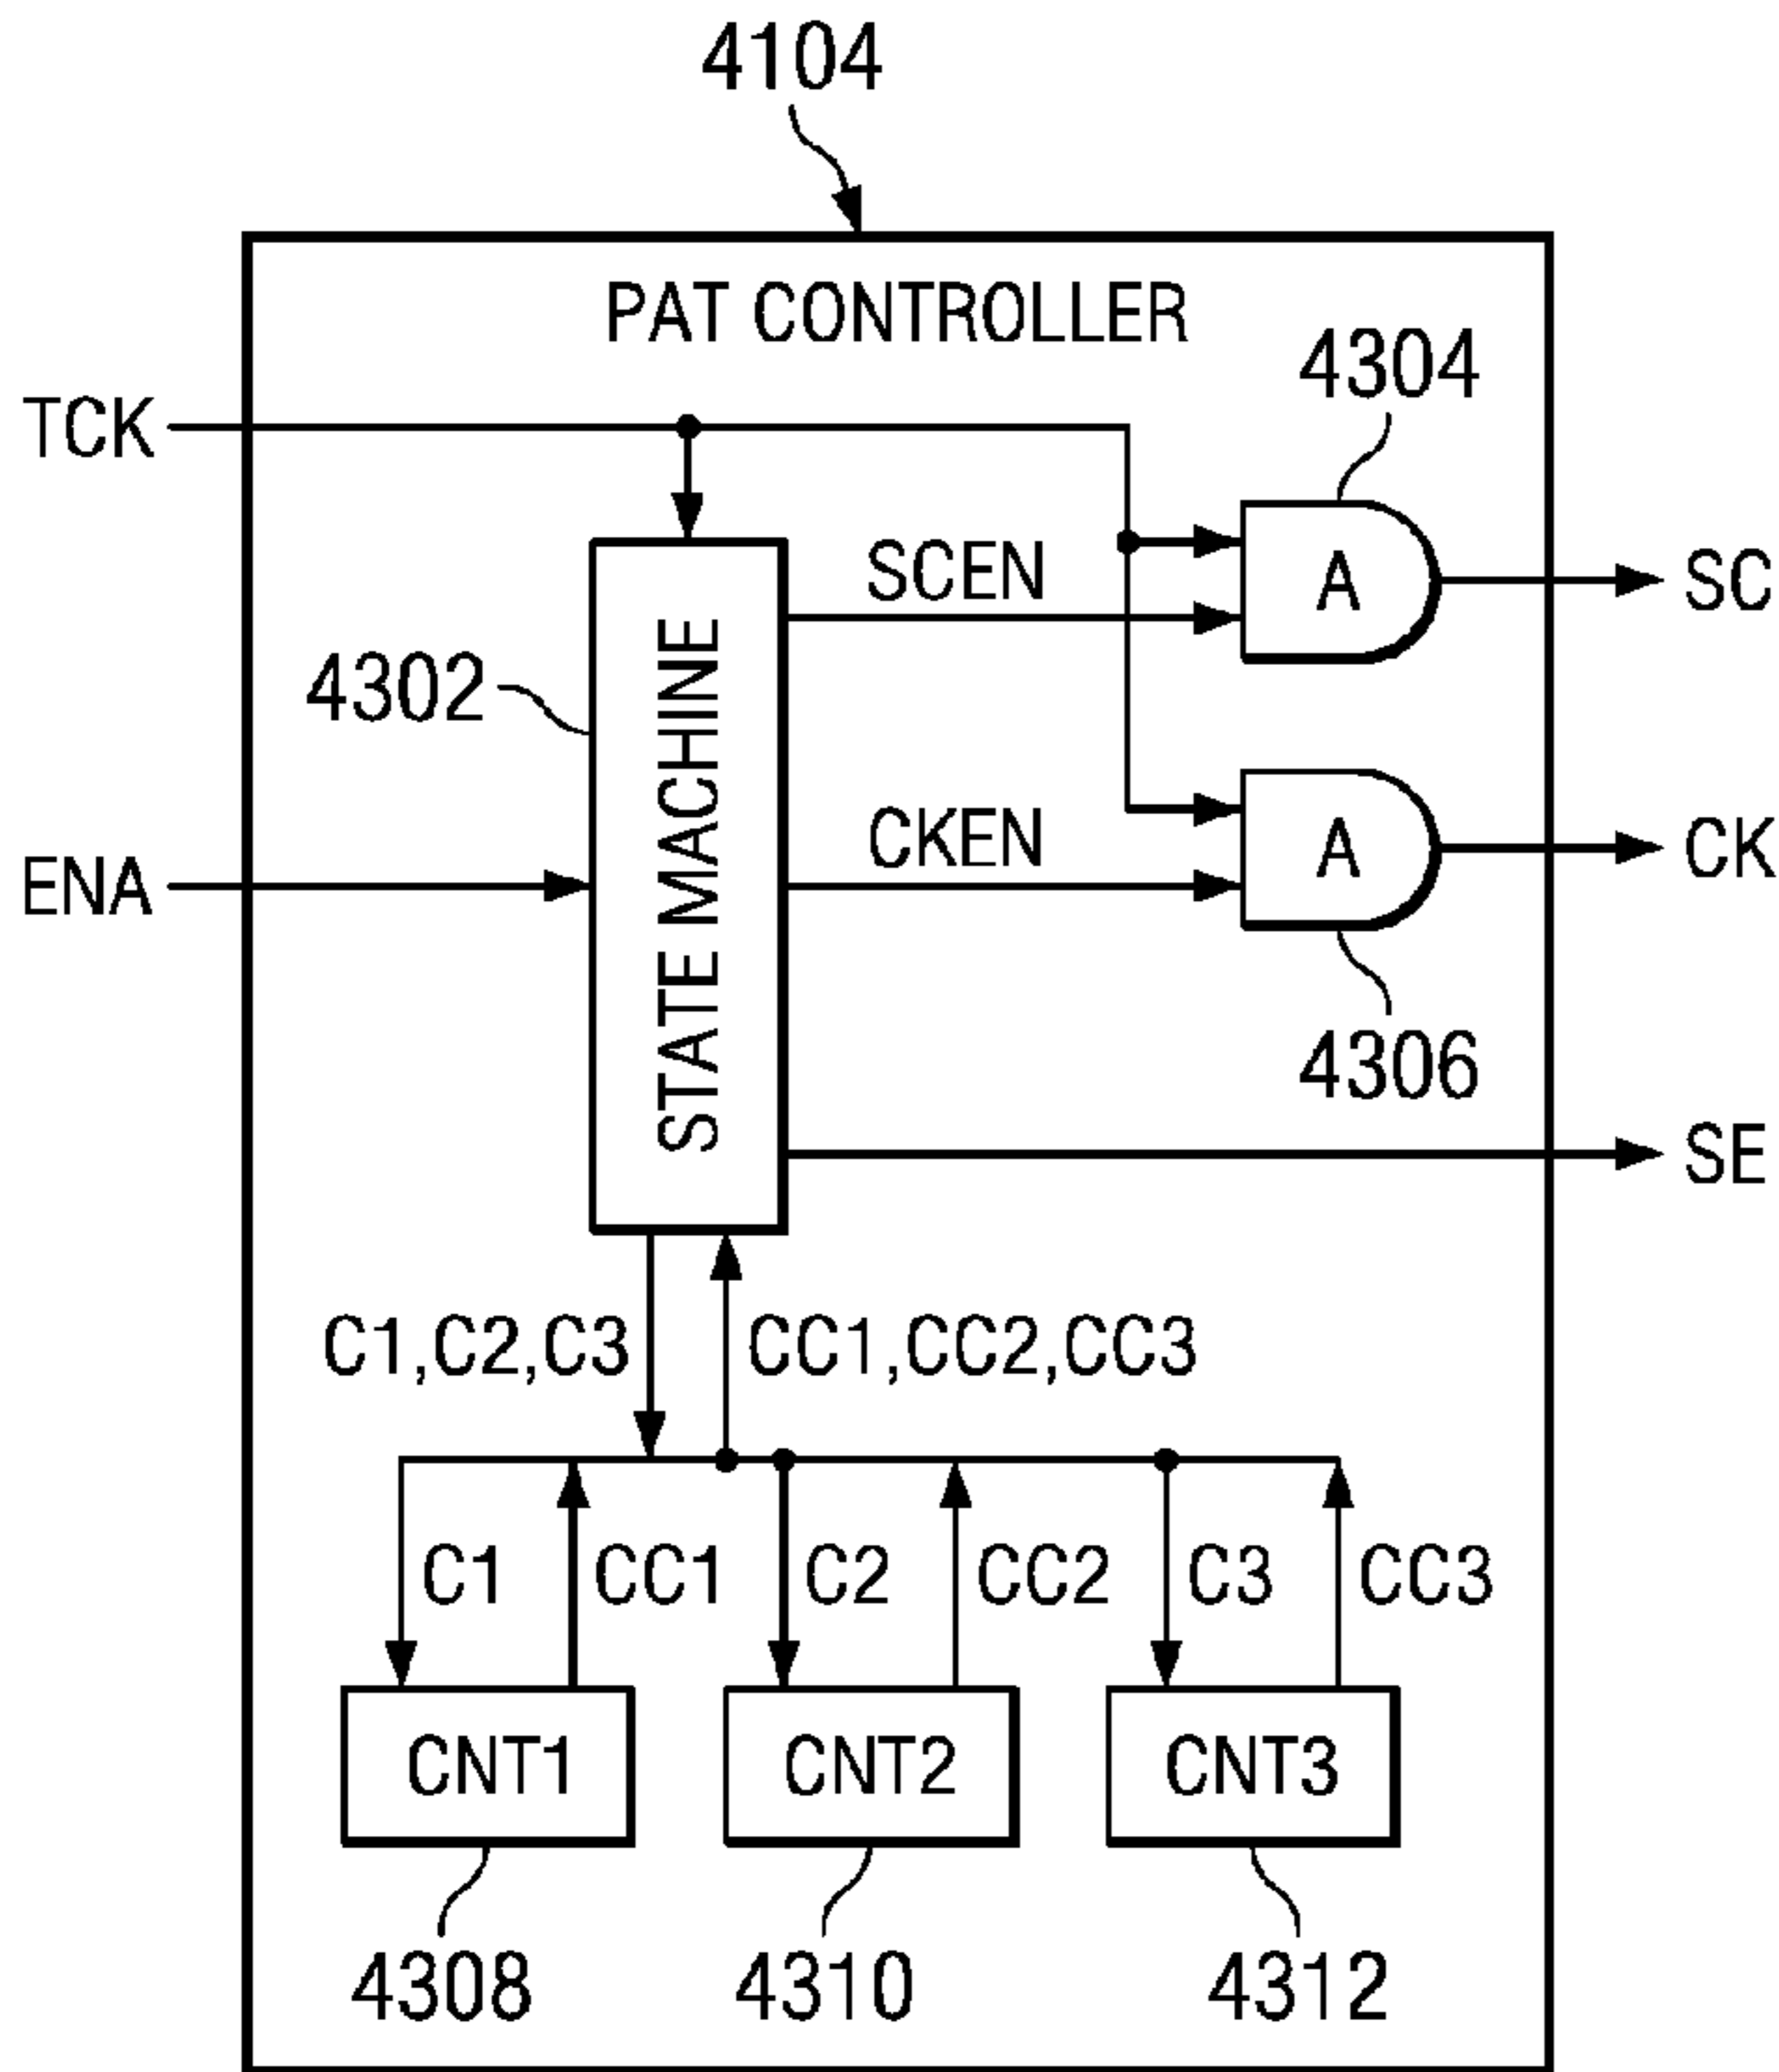 4104
PAT CONTROLLER
4304
TCK
SCEN
A
SC
4302
STATE MACHINE
CKEN
A
CK
ENA
4306
SE
C1,C2,C3
CC1,CC2,CC3
C1
CC1
C2
CC2
C3
CC3
CNT1
CNT2
CNT3
4308
4310
4312